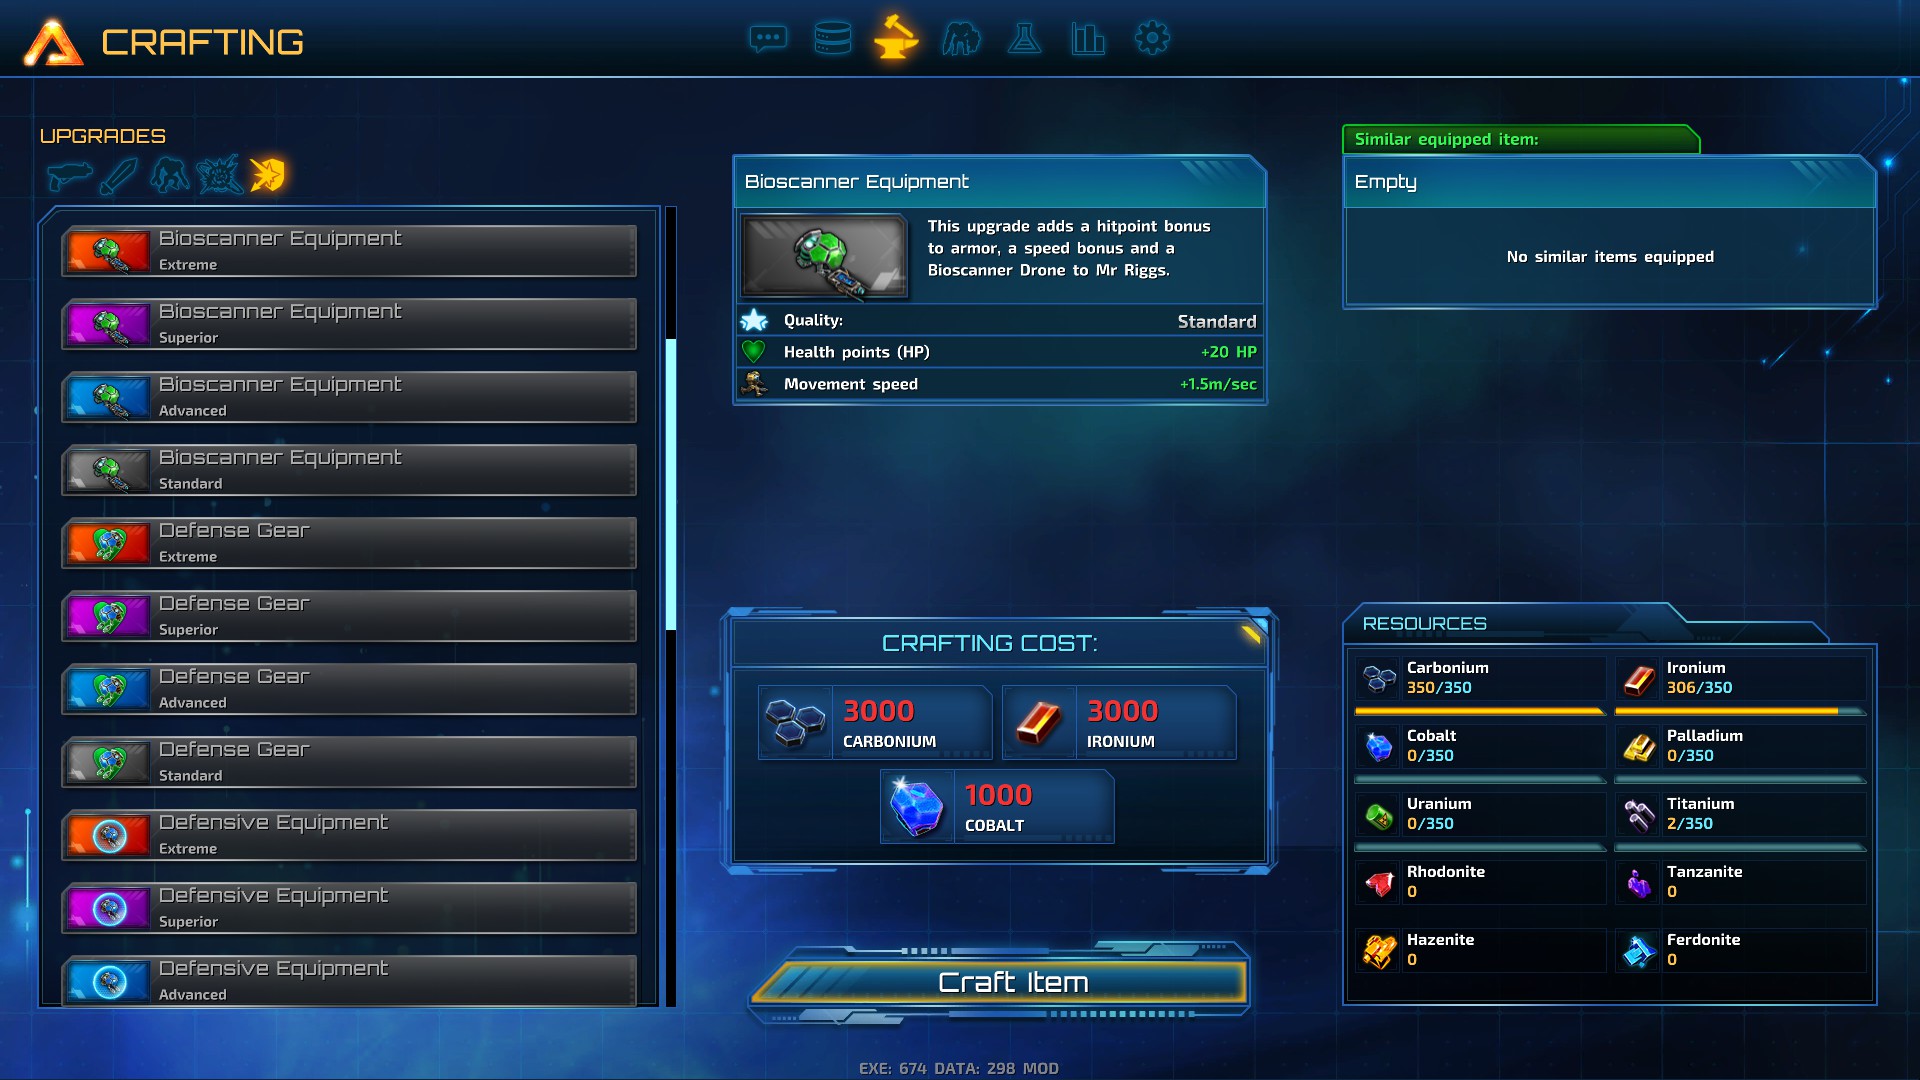 CRAFTING
UPGRADES
Bioscanner Equipment
Extreme
Bioscanner Equipment
Superior
Bioscanner Equipment
Advanced
Bioscanner Equipment
Standard
Defense Gear
Extreme
Defense Gear
Superior
Defense Gear
Advanced
Defense Gear
Standard
Defensive Equipment
Extreme
Defensive Equipment
Superior
Defensive Equipment
Advanced
Bioscanner Equipment
This upgrade adds a hitpoint bonus
to armor, a speed bonus and a
Bioscanner Drone to Mr Riggs.
Quality: Standard
Health points (HP) +20 HP
Movement speed +1.5m/sec
Similar equipped item:
Empty
No similar items equipped
CRAFTING COST:
3000
CARBONIUM
3000
IRONIUM
1000
COBALT
Craft Item
RESOURCES
Carbonium
350/350
Ironium
306/350
Cobalt
0/350
Palladium
0/350
Uranium
0/350
Titanium
2/350
Rhodonite
0
Tanzanite
0
Hazenite
0
Ferdonite
0
EXE: 674 DATA: 298 MOD